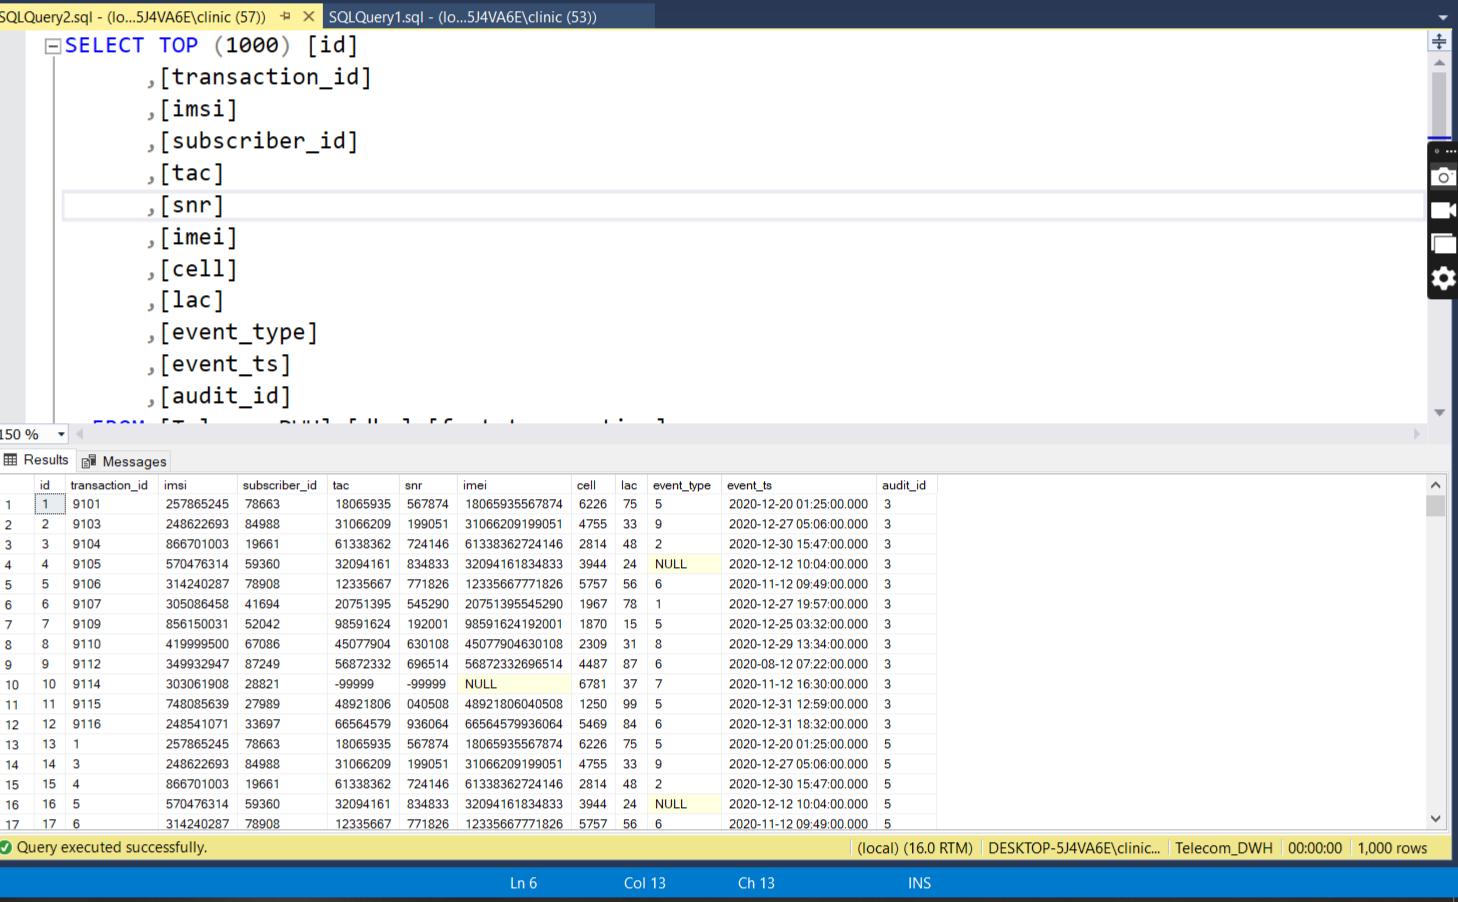 SQLQuery2.sql - (lo...5J4VA6E\clinic (57)) SQLQuery1.sql - (lo...5J4VA6E\clinic (53))
SELECT TOP (1000) [id]
,[transaction_id]
,[imsi]
,[subscriber_id]
,[tac]
,[snr]
,[imei]
,[cell]
,[lac]
,[event_type]
,[event_ts]
,[audit_id]
150 %
Results Messages
id transaction_id imsi subscriber_id tac snr imei cell lac event_type event_ts audit_id
1 1 9101 257865245 78663 18065935 567874 18065935567874 6226 75 5 2020-12-20 01:25:00.000 3
2 2 9103 248622693 84988 31066209 199051 31066209199051 4755 33 9 2020-12-27 05:06:00.000 3
3 3 9104 866701003 19661 61338362 724146 61338362724146 2814 48 2 2020-12-30 15:47:00.000 3
4 4 9105 570476314 59360 32094161 834833 32094161834833 3944 24 NULL 2020-12-12 10:04:00.000 3
5 5 9106 314240287 78908 12335667 771826 12335667771826 5757 56 6 2020-11-12 09:49:00.000 3
6 6 9107 305086458 41694 20751395 545290 20751395545290 1967 78 1 2020-12-27 19:57:00.000 3
7 7 9109 856150031 52042 98591624 192001 98591624192001 1870 15 5 2020-12-25 03:32:00.000 3
8 8 9110 419999500 67086 45077904 630108 45077904630108 2309 31 8 2020-12-29 13:34:00.000 3
9 9 9112 349932947 87249 56872332 696514 56872332696514 4487 87 6 2020-08-12 07:22:00.000 3
10 10 9114 303061908 28821 -99999 -99999 NULL 6781 37 7 2020-11-12 16:30:00.000 3
11 11 9115 748085639 27989 48921806 040508 48921806040508 1250 99 5 2020-12-31 12:59:00.000 3
12 12 9116 248541071 33697 66564579 936064 66564579936064 5469 84 6 2020-12-31 18:32:00.000 3
13 13 1 257865245 78663 18065935 567874 18065935567874 6226 75 5 2020-12-20 01:25:00.000 5
14 14 3 248622693 84988 31066209 199051 31066209199051 4755 33 9 2020-12-27 05:06:00.000 5
15 15 4 866701003 19661 61338362 724146 61338362724146 2814 48 2 2020-12-30 15:47:00.000 5
16 16 5 570476314 59360 32094161 834833 32094161834833 3944 24 NULL 2020-12-12 10:04:00.000 5
17 17 6 314240287 78908 12335667 771826 12335667771826 5757 56 6 2020-11-12 09:49:00.000 5
Query executed successfully. (local) (16.0 RTM) DESKTOP-5J4VA6E\clinic... Telecom_DWH 00:00:00 1,000 rows
Ln 6 Col 13 Ch 13 INS